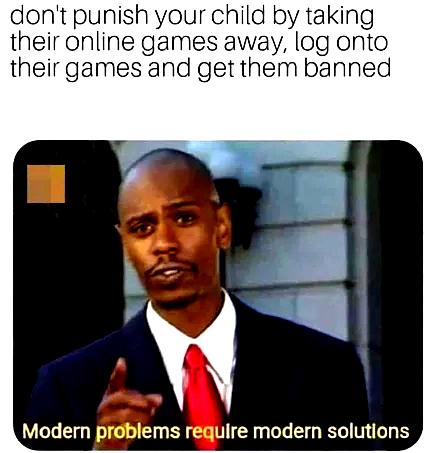 don't punish your child by taking
their online games away, log onto
their games and get them banned
Modern problems require modern solutions